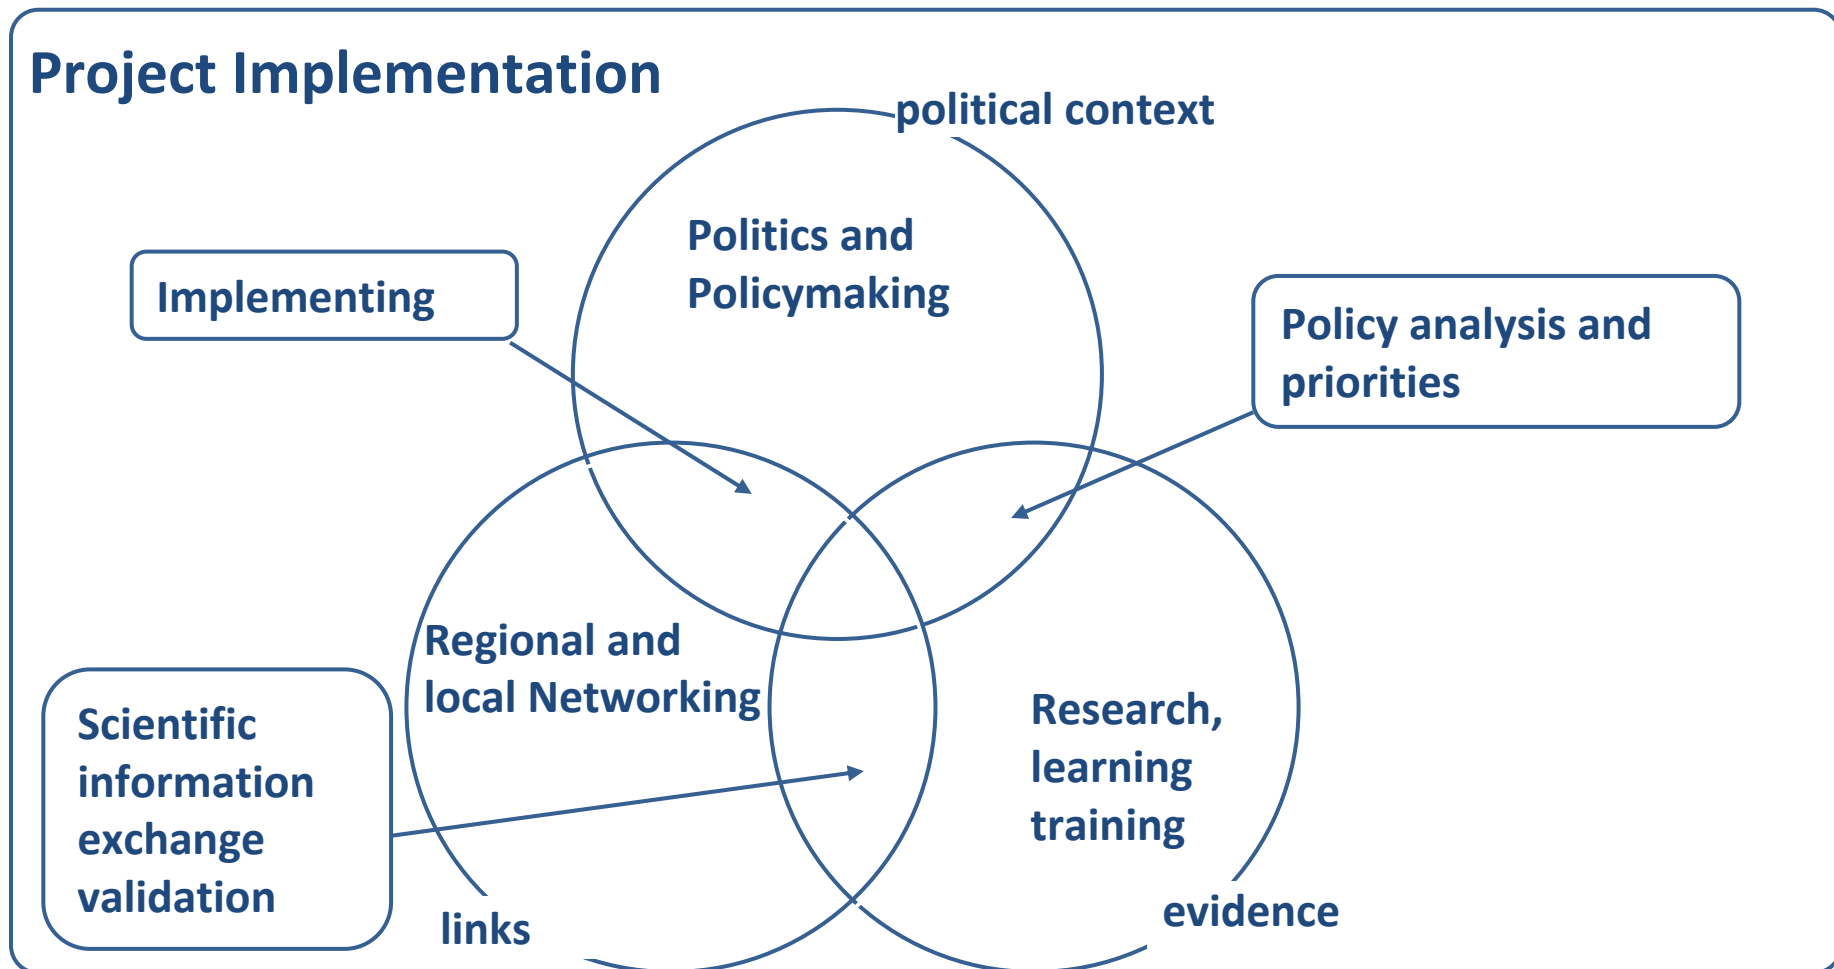 Project Implementation
political context
Politics and
Policymaking
Implementing
Policy analysis and
priorities
Regional and
local Networking
Research,
learning
training
Scientific
information
exchange
validation
links
evidence